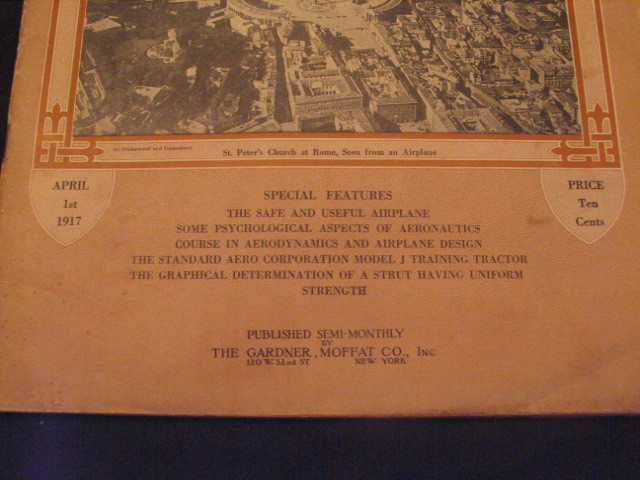 (c) Underwood and Underwood
St. Peter's Church at Rome, Seen from an Airplane
APRIL
1st
1917
PRICE
Ten
Cents
SPECIAL FEATURES
THE SAFE AND USEFUL AIRPLANE
SOME PSYCHOLOGICAL ASPECTS OF AERONAUTICS
COURSE IN AERODYNAMICS AND AIRPLANE DESIGN
THE STANDARD AERO CORPORATION MODEL J TRAINING TRACTOR
THE GRAPHICAL DETERMINATION OF A STRUT HAVING UNIFORM
STRENGTH
PUBLISHED SEMI-MONTHLY
BY
THE GARDNER, MOFFAT CO., Inc
120 W. 32nd ST. NEW YORK